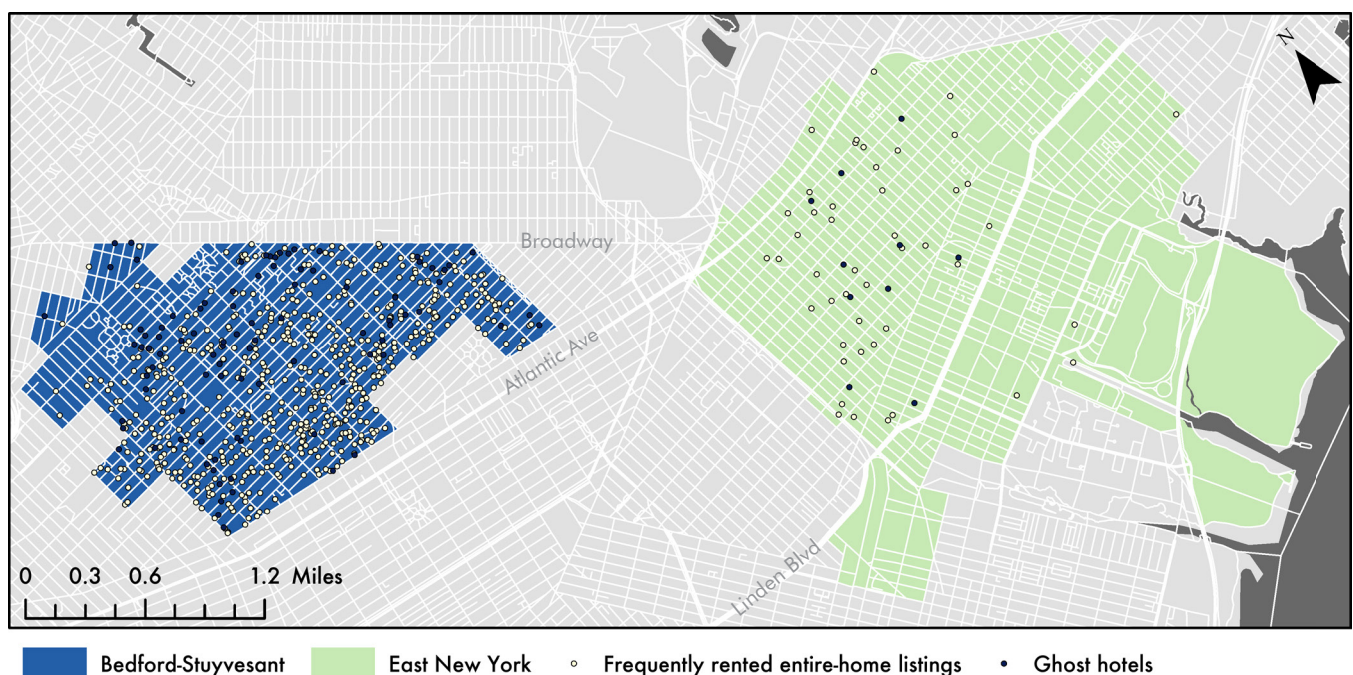 N
Broadway
Atlantic Ave
Linden Blvd
0 0.3 0.6 1.2 Miles
Bedford-Stuyvesant East New York Frequently rented entire-home listings Ghost hotels